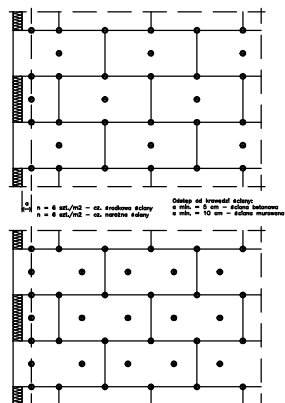 a
n = 6 szt./m2 - cz. środkowa ściany
n = 6 szt./m2 - cz. narożna ściany
Odstęp od krawędzi ściany:
a min. = 5 cm - ściana betonowa
a min. = 10 cm - ściana murowana